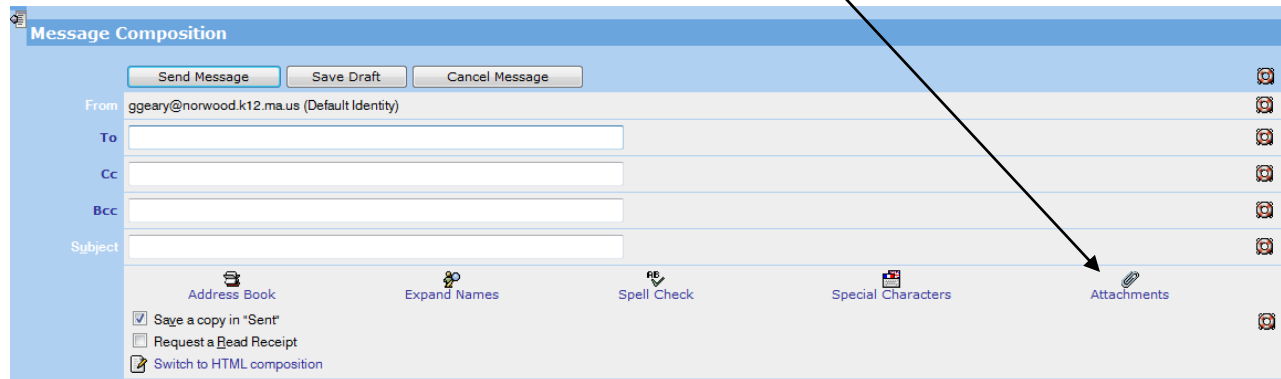 Message Composition
Send Message Save Draft Cancel Message
From ggeary@norwood.k12.ma.us (Default Identity)
To
Cc
Bcc
Subject
Address Book Expand Names Spell Check Special Characters Attachments
Save a copy in "Sent"
Request a Read Receipt
Switch to HTML composition